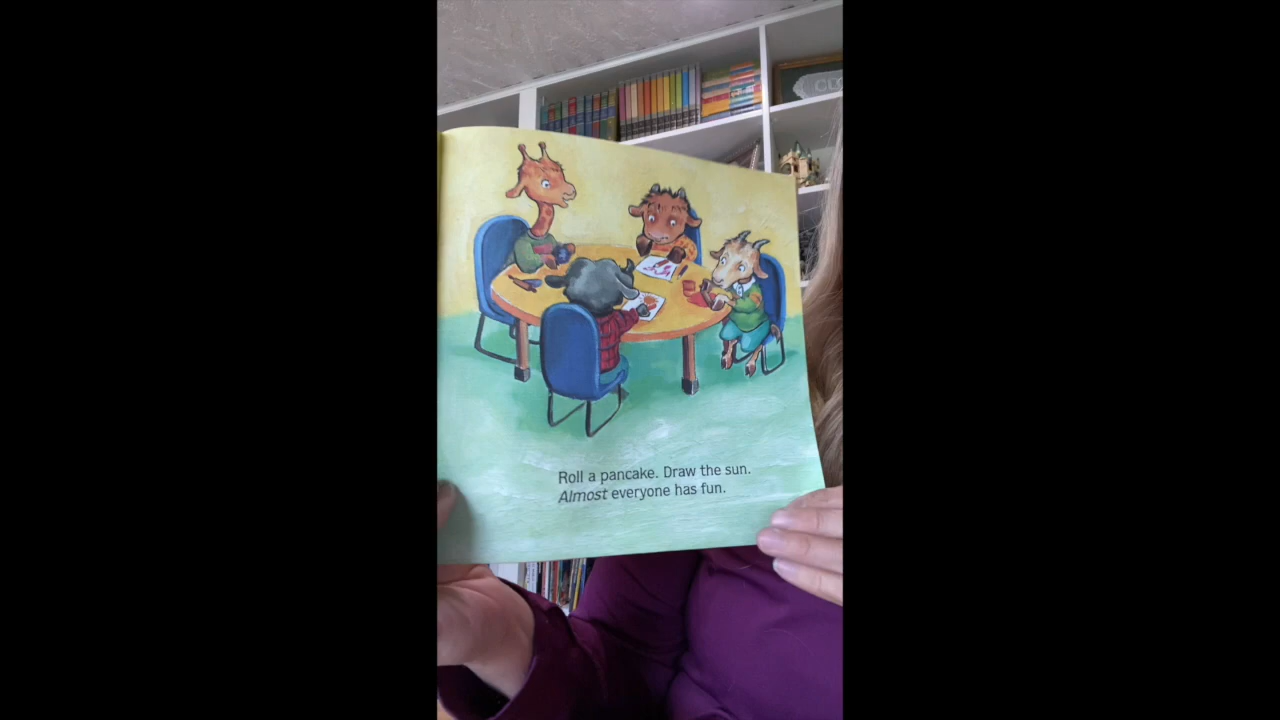 Roll a pancake. Draw the sun.
Almost everyone has fun.